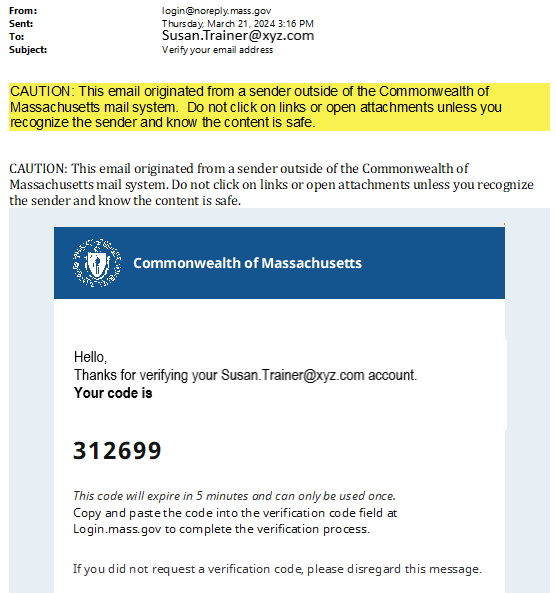 From: login@noreply.mass.gov
Sent: Thursday, March 21, 2024 3:16 PM
To: Susan.Trainer@xyz.com
Subject: Verify your email address
CAUTION: This email originated from a sender outside of the Commonwealth of
Massachusetts mail system.  Do not click on links or open attachments unless you
recognize the sender and know the content is safe.
CAUTION: This email originated from a sender outside of the Commonwealth of
Massachusetts mail system. Do not click on links or open attachments unless you recognize
the sender and know the content is safe.
Commonwealth of Massachusetts
Hello,
Thanks for verifying your Susan.Trainer@xyz.com account.
Your code is
312699
This code will expire in 5 minutes and can only be used once.
Copy and paste the code into the verification code field at
Login.mass.gov to complete the verification process.
If you did not request a verification code, please disregard this message.